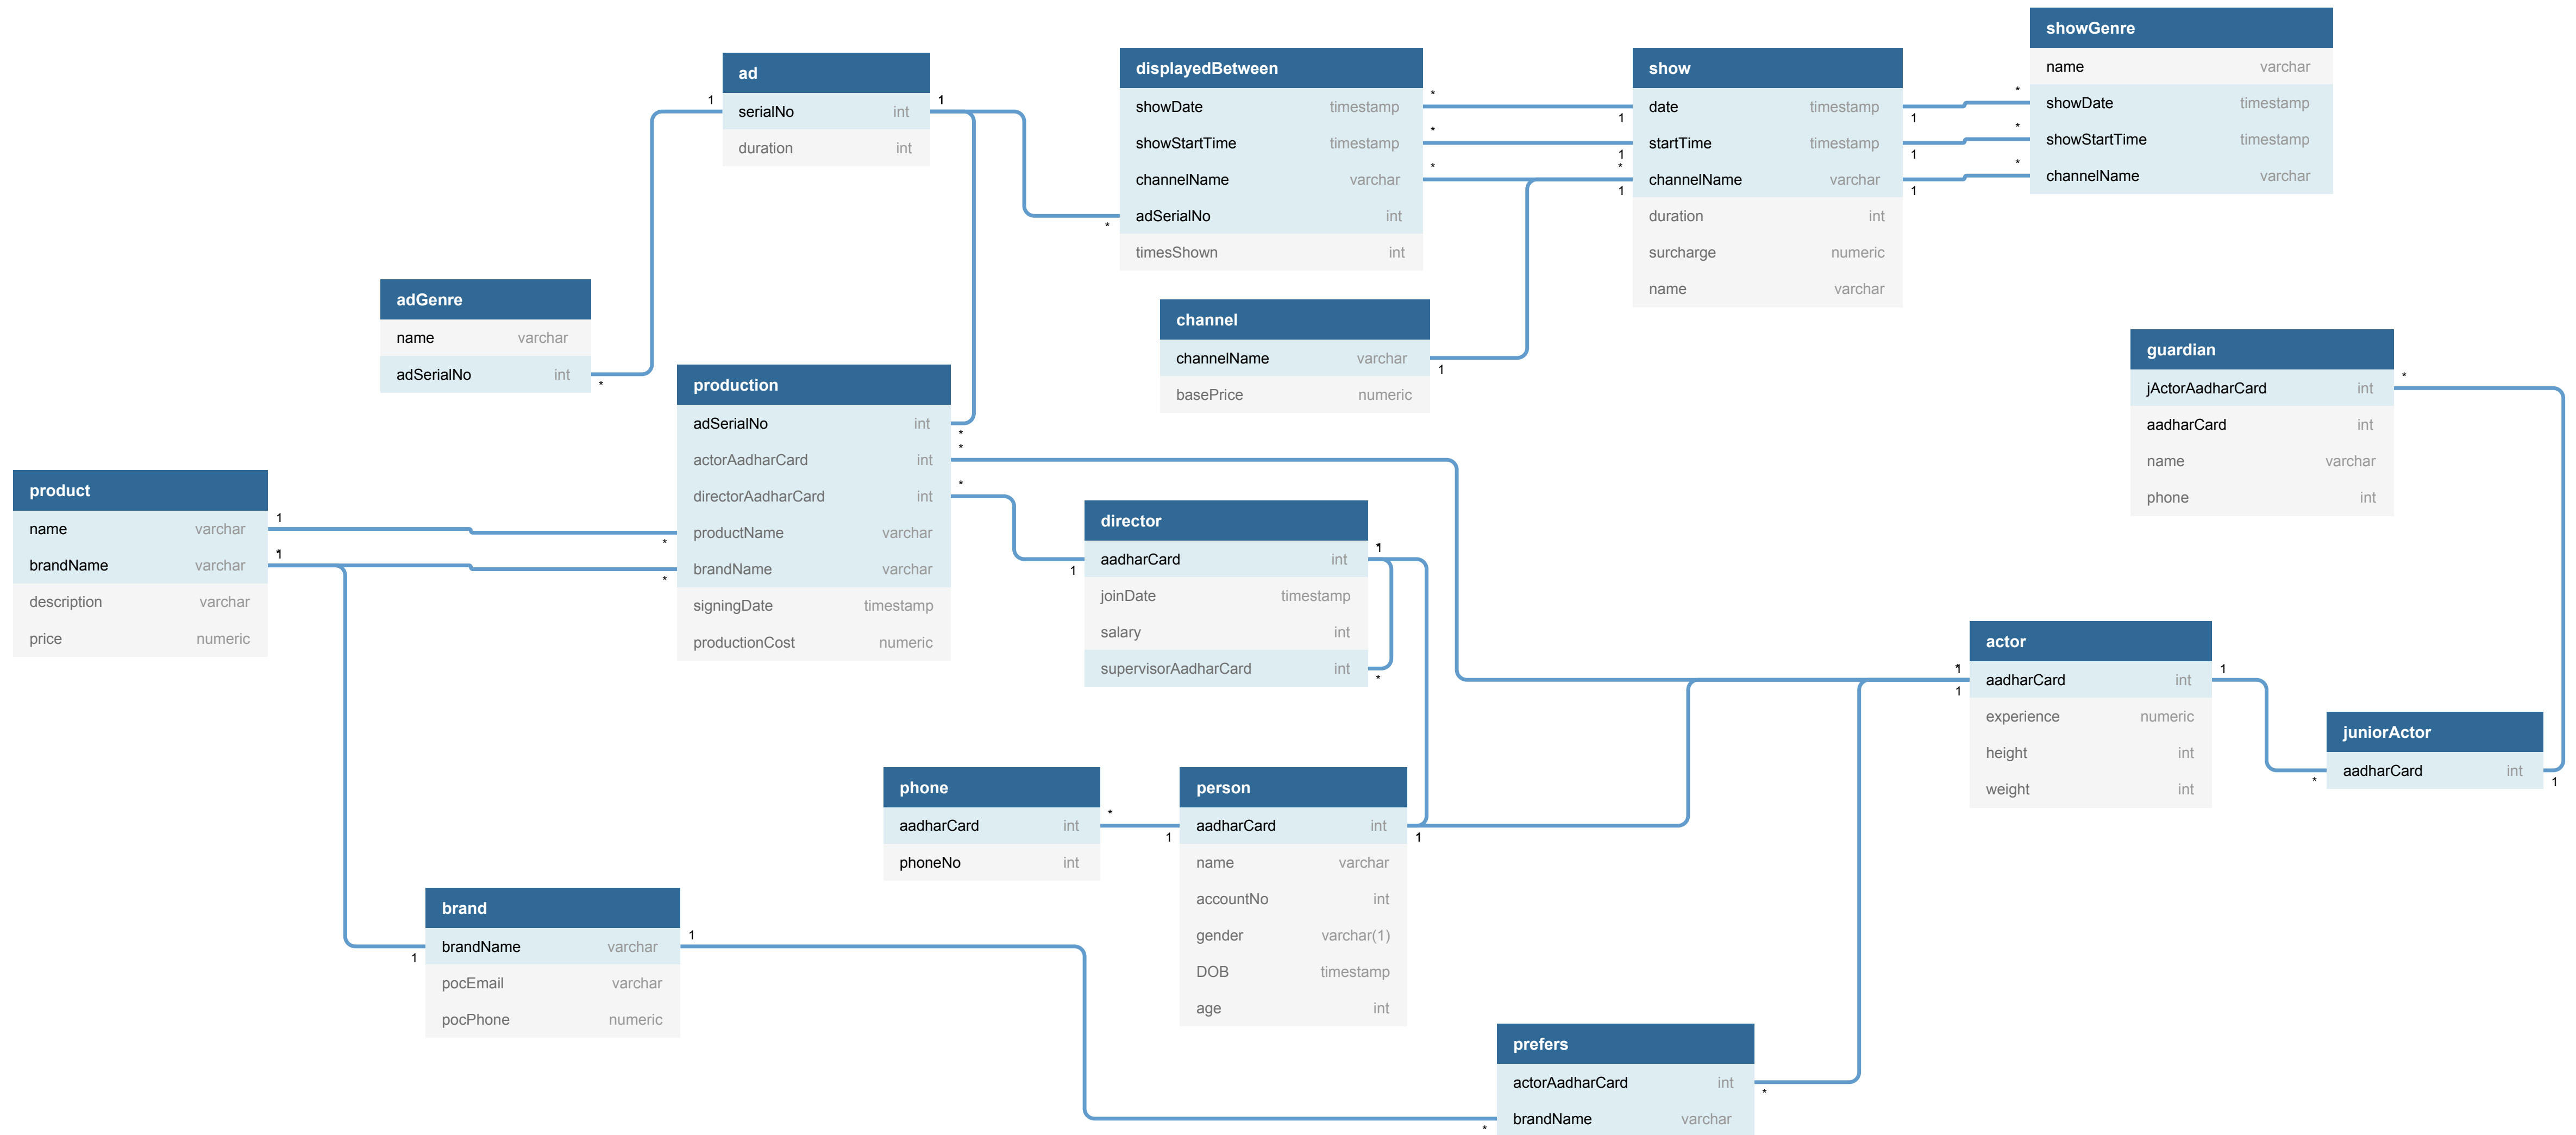 ad
serialNo int
duration int
displayedBetween
showDate timestamp
showStartTime timestamp
channelName varchar
adSerialNo int
timesShown int
show
date timestamp
startTime timestamp
channelName varchar
duration int
surcharge numeric
name varchar
showGenre
name varchar
showDate timestamp
showStartTime timestamp
channelName varchar
adGenre
name varchar
adSerialNo int
channel
channelName varchar
basePrice numeric
guardian
jActorAadharCard int
aadharCard int
name varchar
phone int
production
adSerialNo int
actorAadharCard int
directorAadharCard int
productName varchar
brandName varchar
signingDate timestamp
productionCost numeric
product
name varchar
brandName varchar
description varchar
price numeric
director
aadharCard int
joinDate timestamp
salary int
supervisorAadharCard int
actor
aadharCard int
experience numeric
height int
weight int
juniorActor
aadharCard int
phone
aadharCard int
phoneNo int
person
aadharCard int
name varchar
accountNo int
gender varchar(1)
DOB timestamp
age int
brand
brandName varchar
pocEmail varchar
pocPhone numeric
prefers
actorAadharCard int
brandName varchar